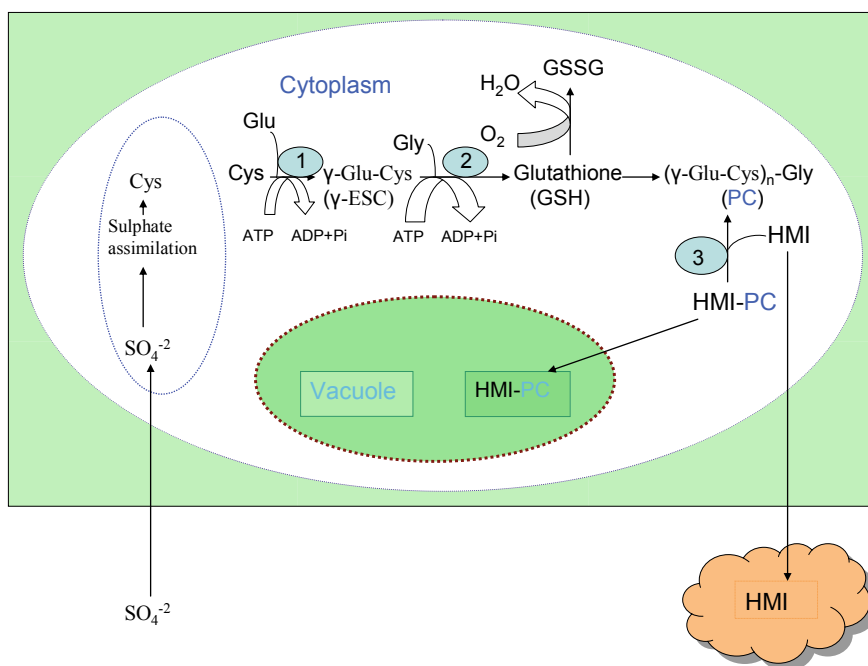 GSSG
H₂O
Cytoplasm
Glu
O₂
Gly
1
2
Cys
γ-Glu-Cys
(γ-ESC)
Glutathione
(GSH)
(γ-Glu-Cys)ₙ-Gly
(PC)
Cys
Sulphate
assimilation
ATP
ADP+Pi
ATP
ADP+Pi
HMI
3
HMI-PC
SO₄⁻²
Vacuole
HMI-PC
SO₄⁻²
HMI